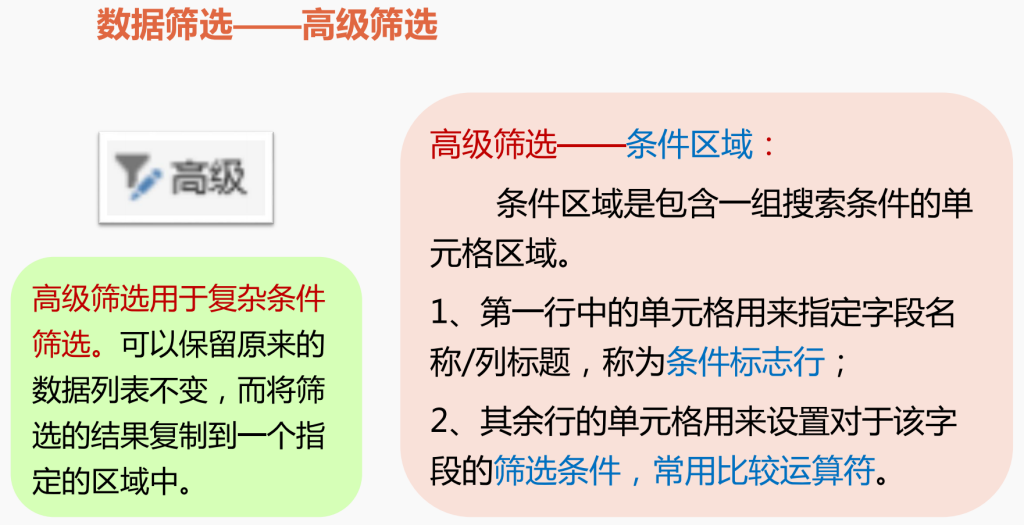 数据筛选——高级筛选
高级
高级筛选用于复杂条件
筛选。可以保留原来的
数据列表不变，而将筛
选的结果复制到一个指
定的区域中。
高级筛选——条件区域：
条件区域是包含一组搜索条件的单
元格区域。
1、第一行中的单元格用来指定字段名
称/列标题，称为条件标志行；
2、其余行的单元格用来设置对于该字
段的筛选条件，常用比较运算符。